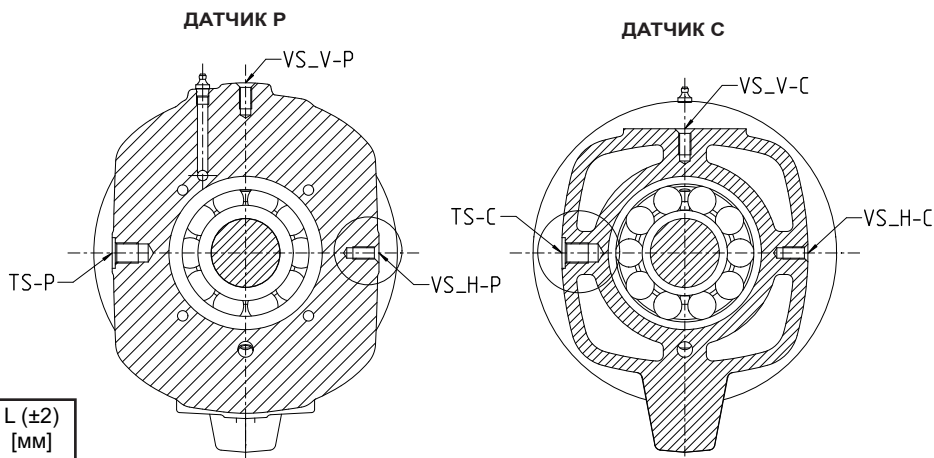 ДАТЧИК P
ДАТЧИК C
VS_V-P
VS_V-C
TS-C
VS_H-C
TS-P
VS_H-P
L (±2)
[мм]